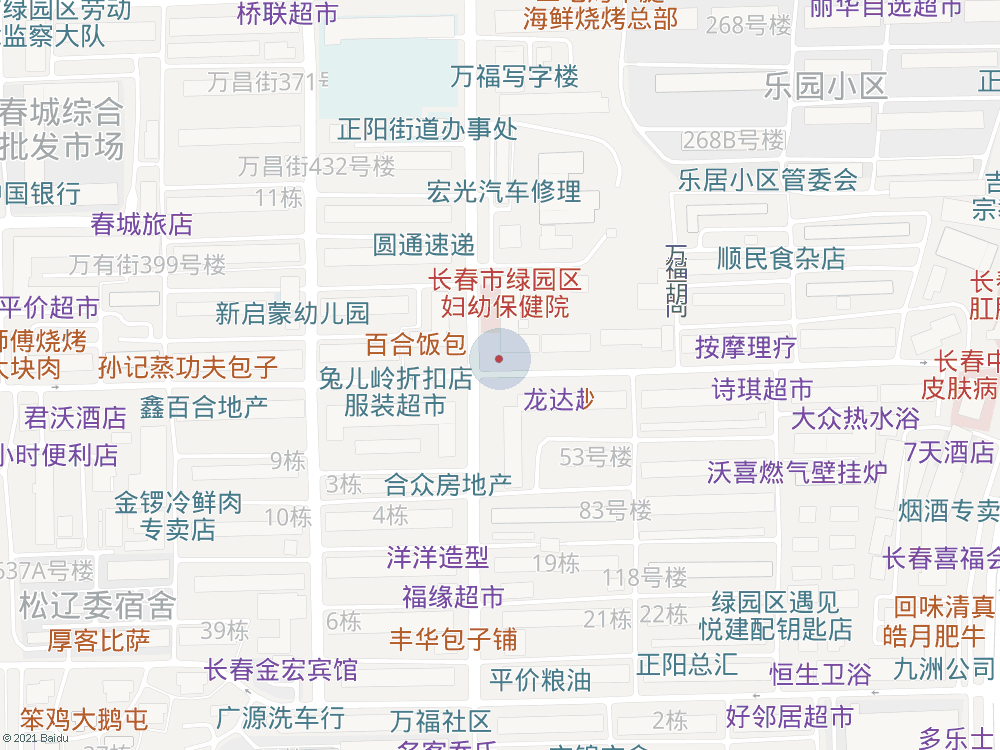 绿园区劳动
监察大队
桥联超市
海鲜烧烤总部
268号楼
丽华自选超市
万昌街371号
万福写字楼
乐园小区
正
春城综合
批发市场
正阳街道办事处
268B号楼
万昌街432号楼
中国银行
11栋
宏光汽车修理
乐居小区管委会
吉
春城旅店
圆通速递
万福胡同
顺民食杂店
万有街399号楼
长春市绿园区
妇幼保健院
平价超市
新启蒙幼儿园
师傅烧烤
大块肉
百合饭包
按摩理疗
孙记蒸功夫包子
兔儿岭折扣店
服装超市
长春中
皮肤病
君沃酒店
鑫百合地产
龙达超
诗琪超市
大众热水浴
小时便利店
9栋
53号楼
7天酒店
3栋
合众房地产
沃喜燃气壁挂炉
金锣冷鲜肉
专卖店
10栋
4栋
83号楼
烟酒专卖
洋洋造型
19栋
长春喜福会
637A号楼
118号楼
松辽委宿舍
福缘超市
21栋
22栋
绿园区遇见
悦建配钥匙店
回味清真
皓月肥牛
39栋
6栋
厚客比萨
丰华包子铺
长春金宏宾馆
平价粮油
正阳总汇
恒生卫浴
九洲公司
笨鸡大鹅炖
广源洗车行
万福社区
2栋
好邻居超市
多乐士
© 2021 Baidu